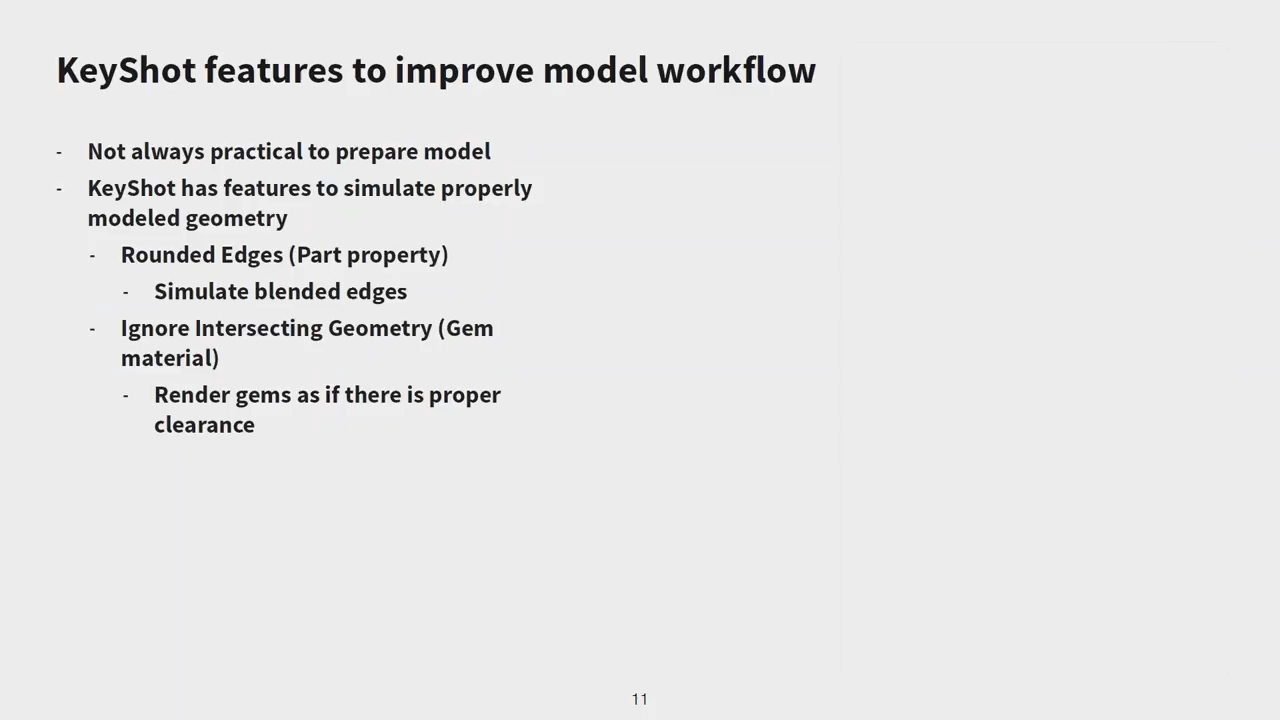 KeyShot features to improve model workflow
- Not always practical to prepare model
- KeyShot has features to simulate properly
modeled geometry
- Rounded Edges (Part property)
- Simulate blended edges
- Ignore Intersecting Geometry (Gem
material)
- Render gems as if there is proper
clearance
11